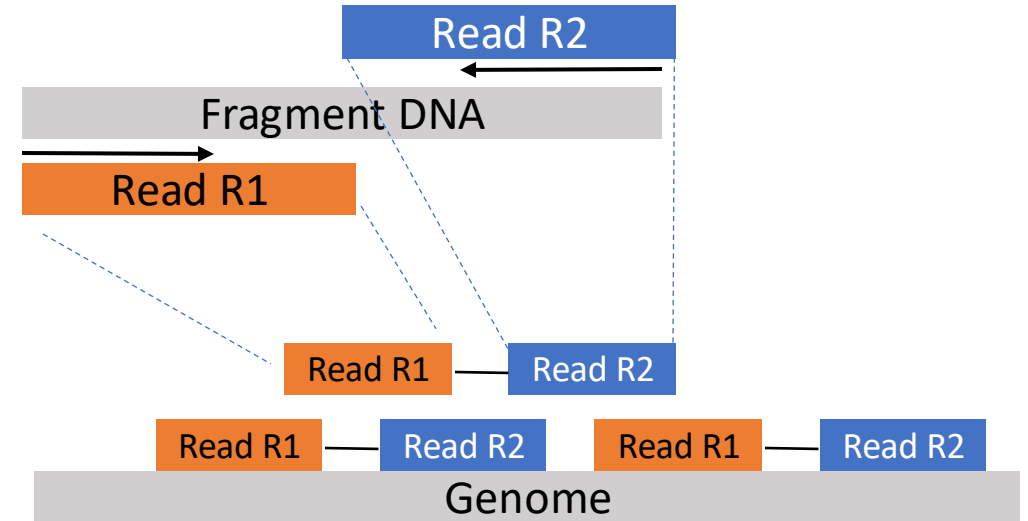 Read R2
Fragment DNA
Read R1
Read R1 Read R2
Read R1 Read R2 Read R1 Read R2
Genome